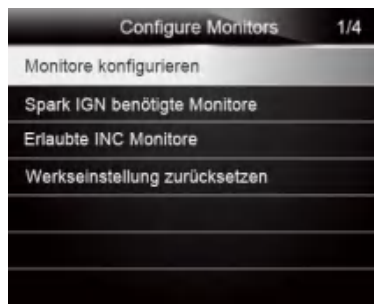 Configure Monitors 1/4
Monitore konfigurieren
Spark IGN benötigte Monitore
Erlaubte INC Monitore
Werkseinstellung zurücksetzen